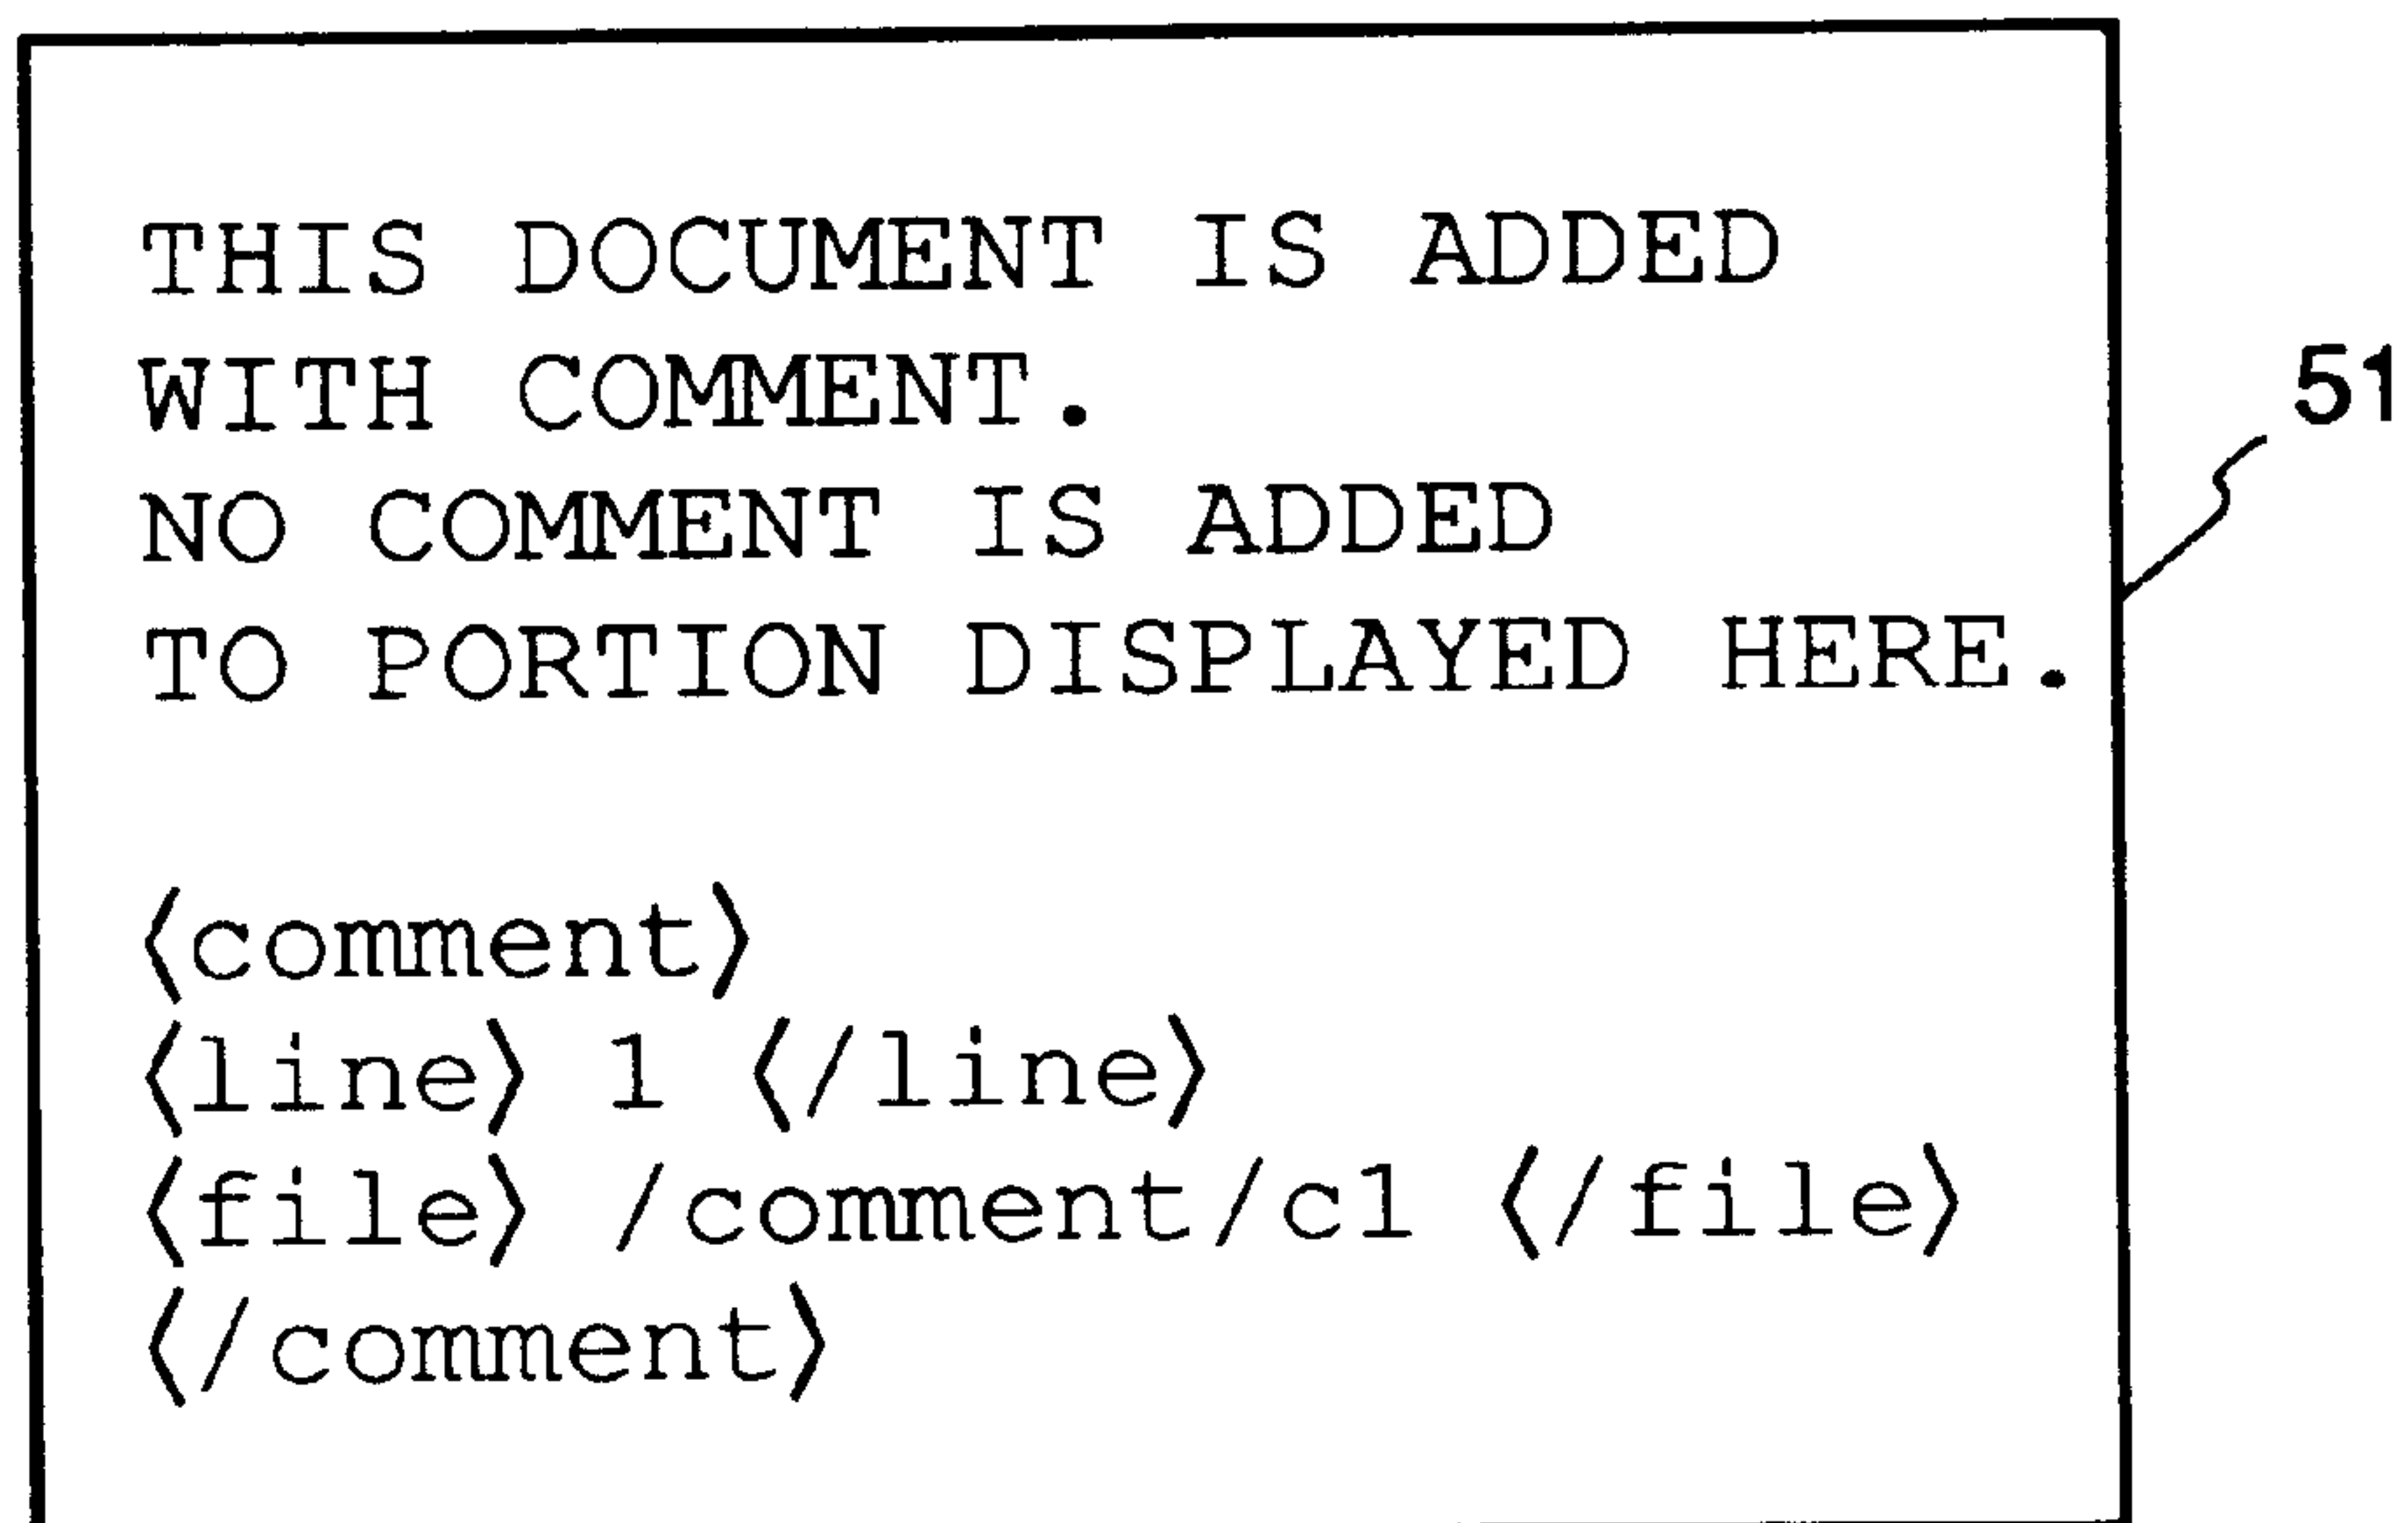 THIS DOCUMENT IS ADDED
WITH COMMENT.
NO COMMENT IS ADDED
TO PORTION DISPLAYED HERE.
51
〈comment〉
〈line〉 1 〈/line〉
〈file〉 /comment/c1 〈/file〉
〈/comment〉